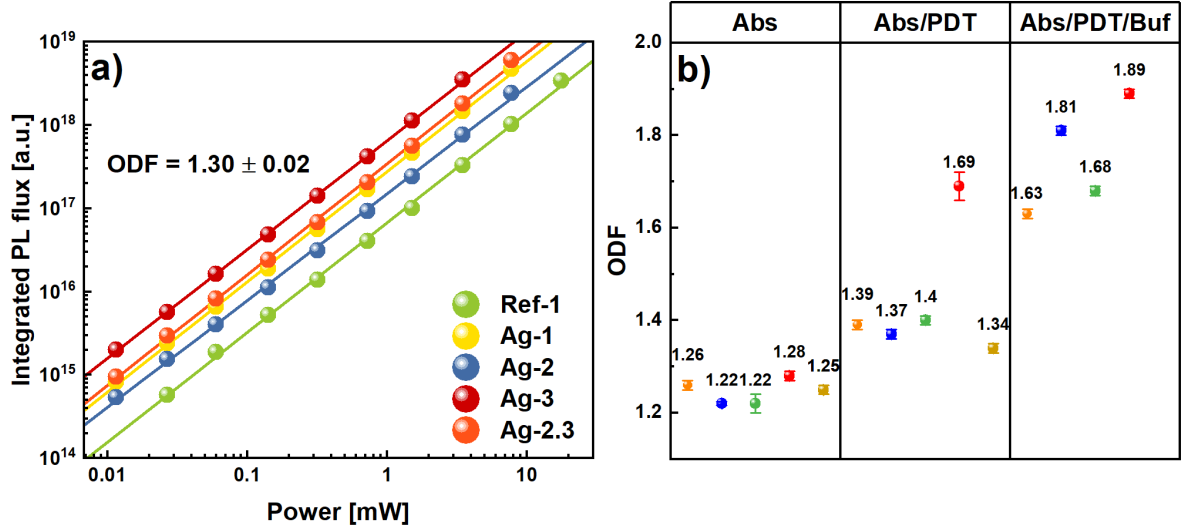 a)
ODF = 1.30 ± 0.02
Integrated PL flux [a.u.]
10^19
10^18
10^17
10^16
10^15
10^14
0.01 0.1 1 10
Power [mW]
Ref-1
Ag-1
Ag-2
Ag-3
Ag-2.3
Abs Abs/PDT Abs/PDT/Buf
b)
ODF
2.0
1.8
1.6
1.4
1.2
1.26
1.22
1.22
1.28
1.25
1.39
1.37
1.4
1.69
1.34
1.63
1.81
1.68
1.89